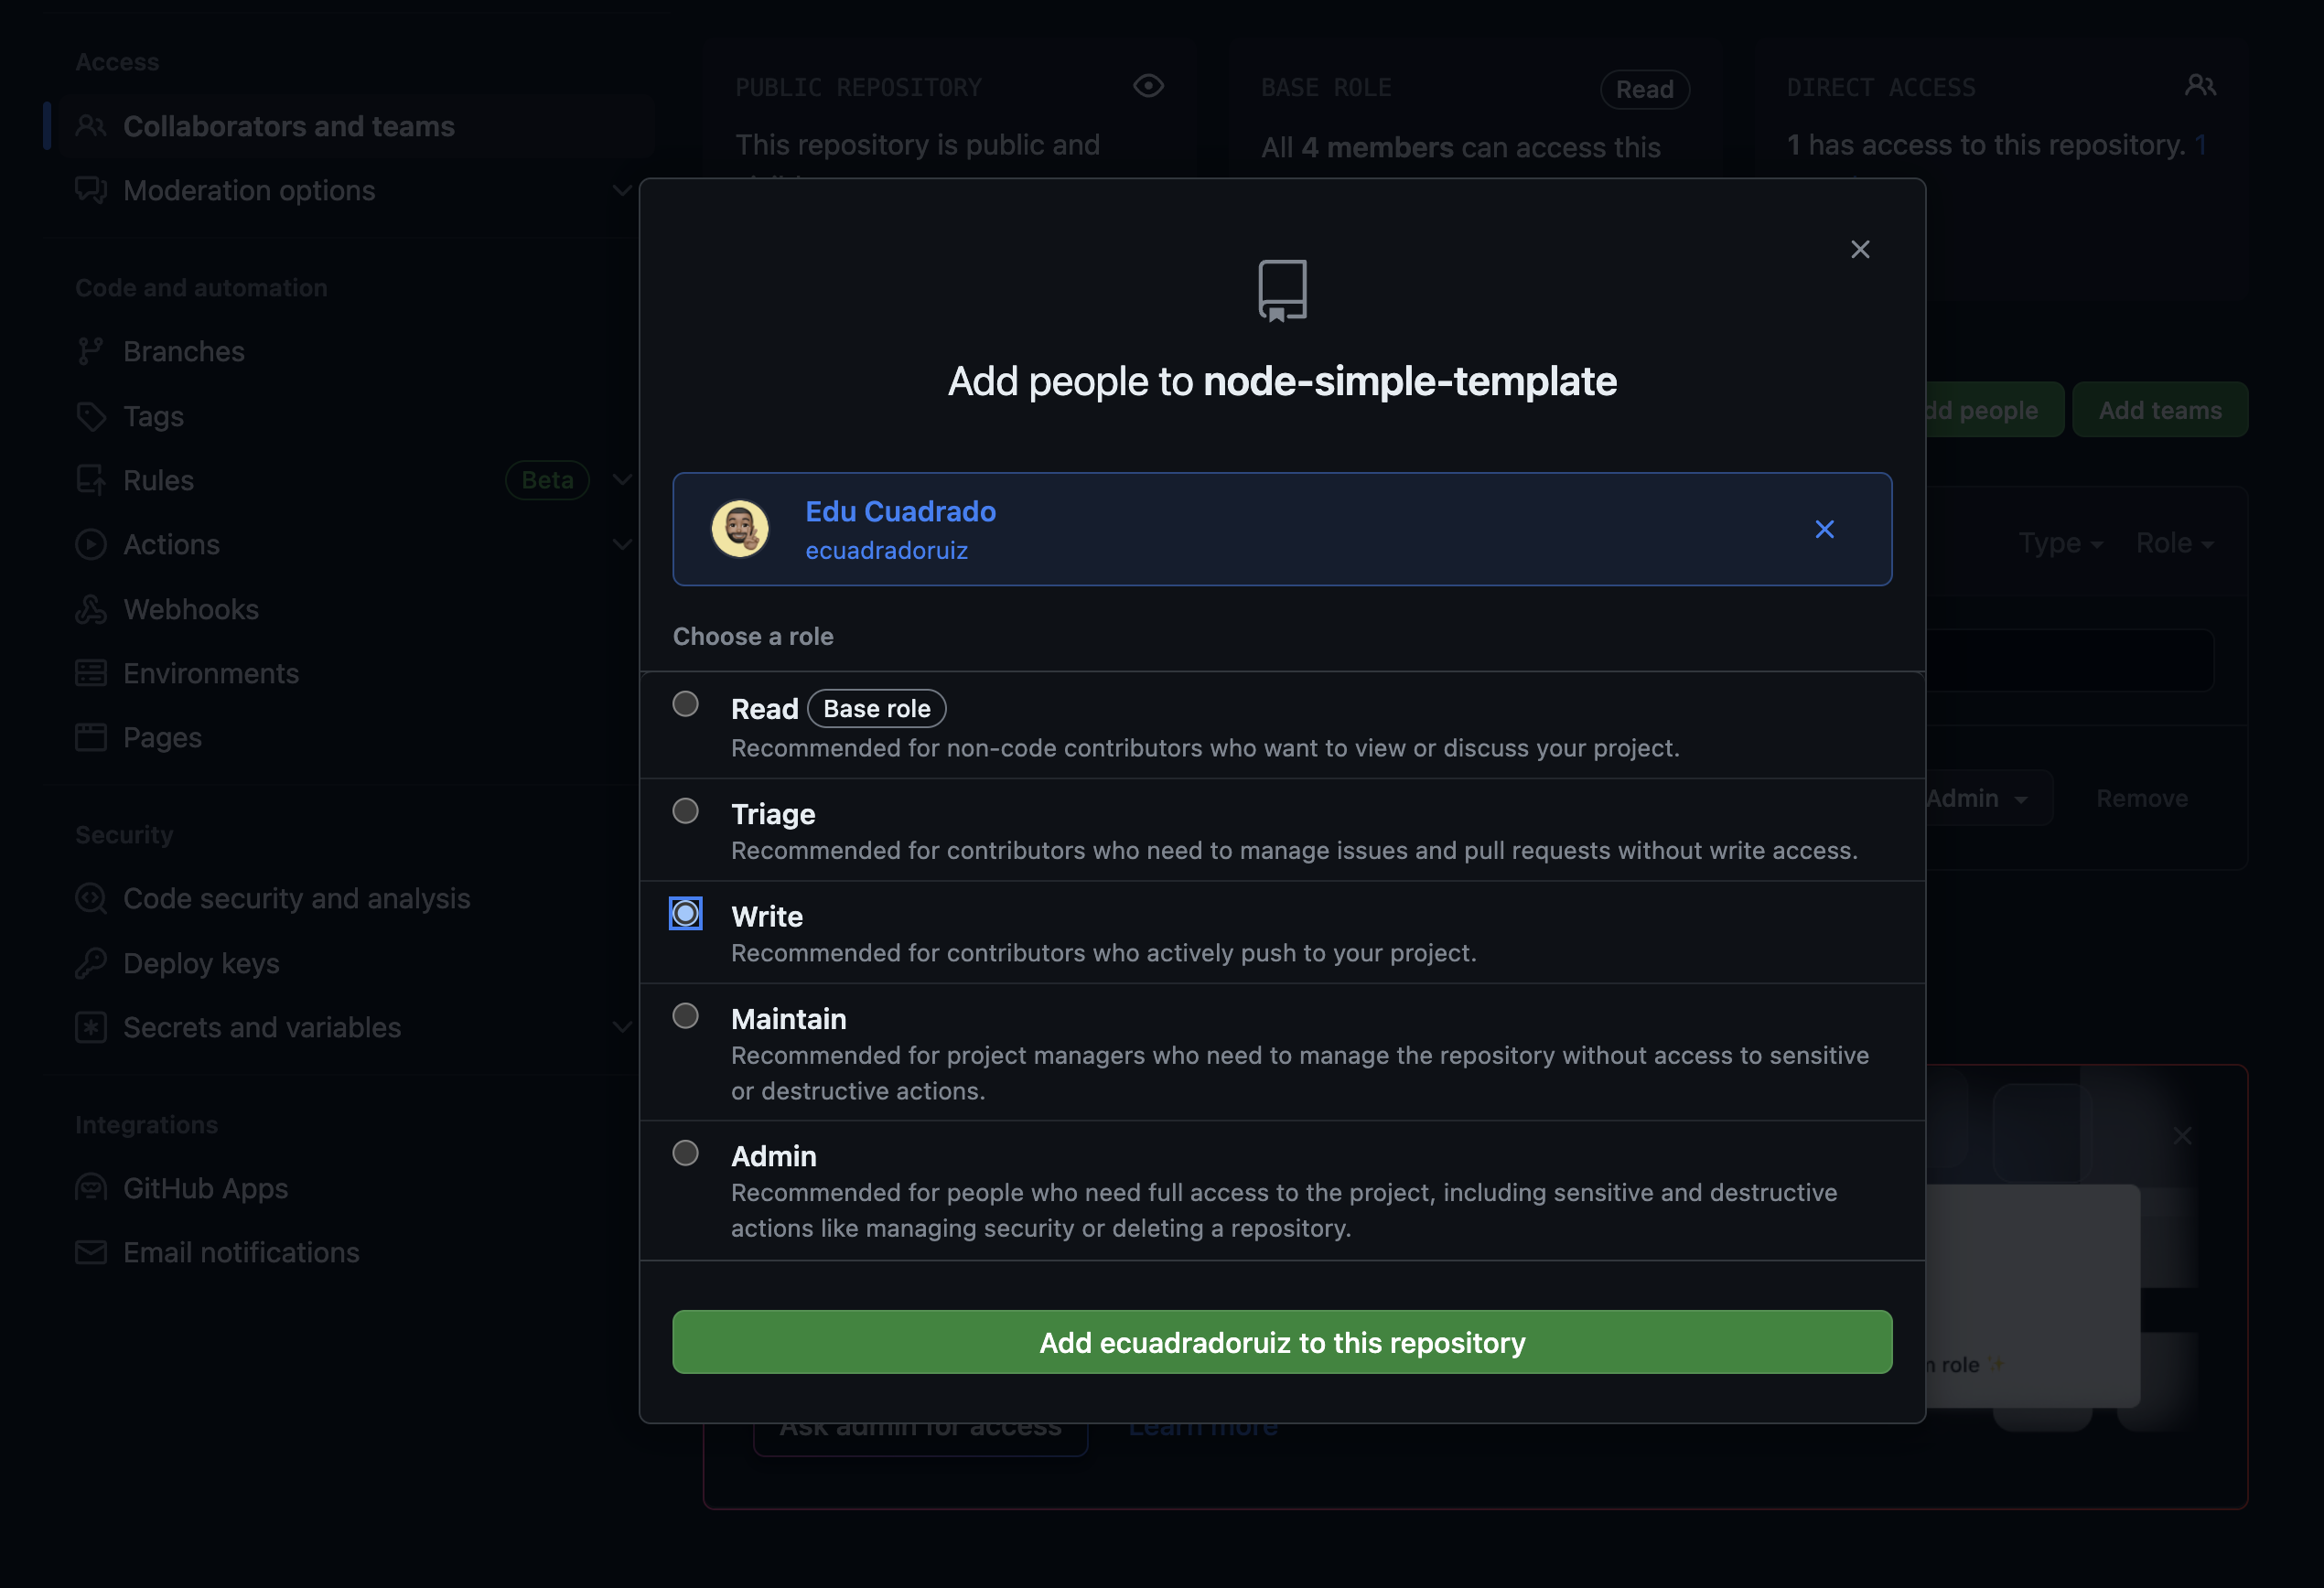 Access
Collaborators and teams
Moderation options
Code and automation
Branches
Tags
Rules Beta
Actions
Webhooks
Environments
Pages
Security
Code security and analysis
Deploy keys
Secrets and variables
Integrations
GitHub Apps
Email notifications
PUBLIC REPOSITORY
This repository is public and
BASE ROLE Read
All 4 members can access this
DIRECT ACCESS
1 has access to this repository. 1
Add people to node-simple-template
Edu Cuadrado
ecuadradoruiz
Choose a role
Read Base role
Recommended for non-code contributors who want to view or discuss your project.
Triage
Recommended for contributors who need to manage issues and pull requests without write access.
Write
Recommended for contributors who actively push to your project.
Maintain
Recommended for project managers who need to manage the repository without access to sensitive
or destructive actions.
Admin
Recommended for people who need full access to the project, including sensitive and destructive
actions like managing security or deleting a repository.
Add ecuadradoruiz to this repository
dd people Add teams
Type Role
Admin Remove
role
Ask admin for access Learn more